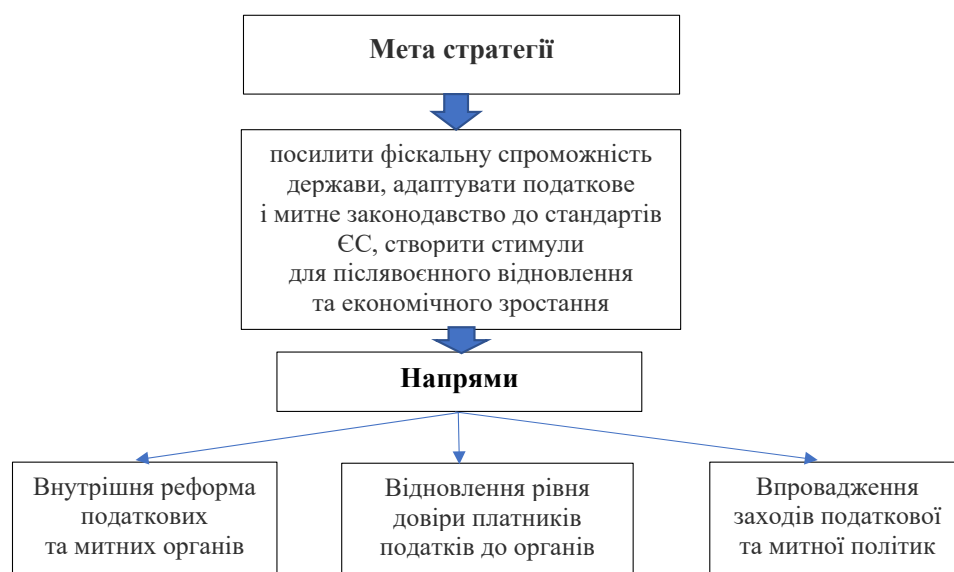 Мета стратегії
посилити фіскальну спроможність
держави, адаптувати податкове
і митне законодавство до стандартів
ЄС, створити стимули
для післявоєнного відновлення
та економічного зростання
Напрями
Внутрішня реформа
податкових
та митних органів
Відновлення рівня
довіри платників
податків до органів
Впровадження
заходів податкової
та митної політик